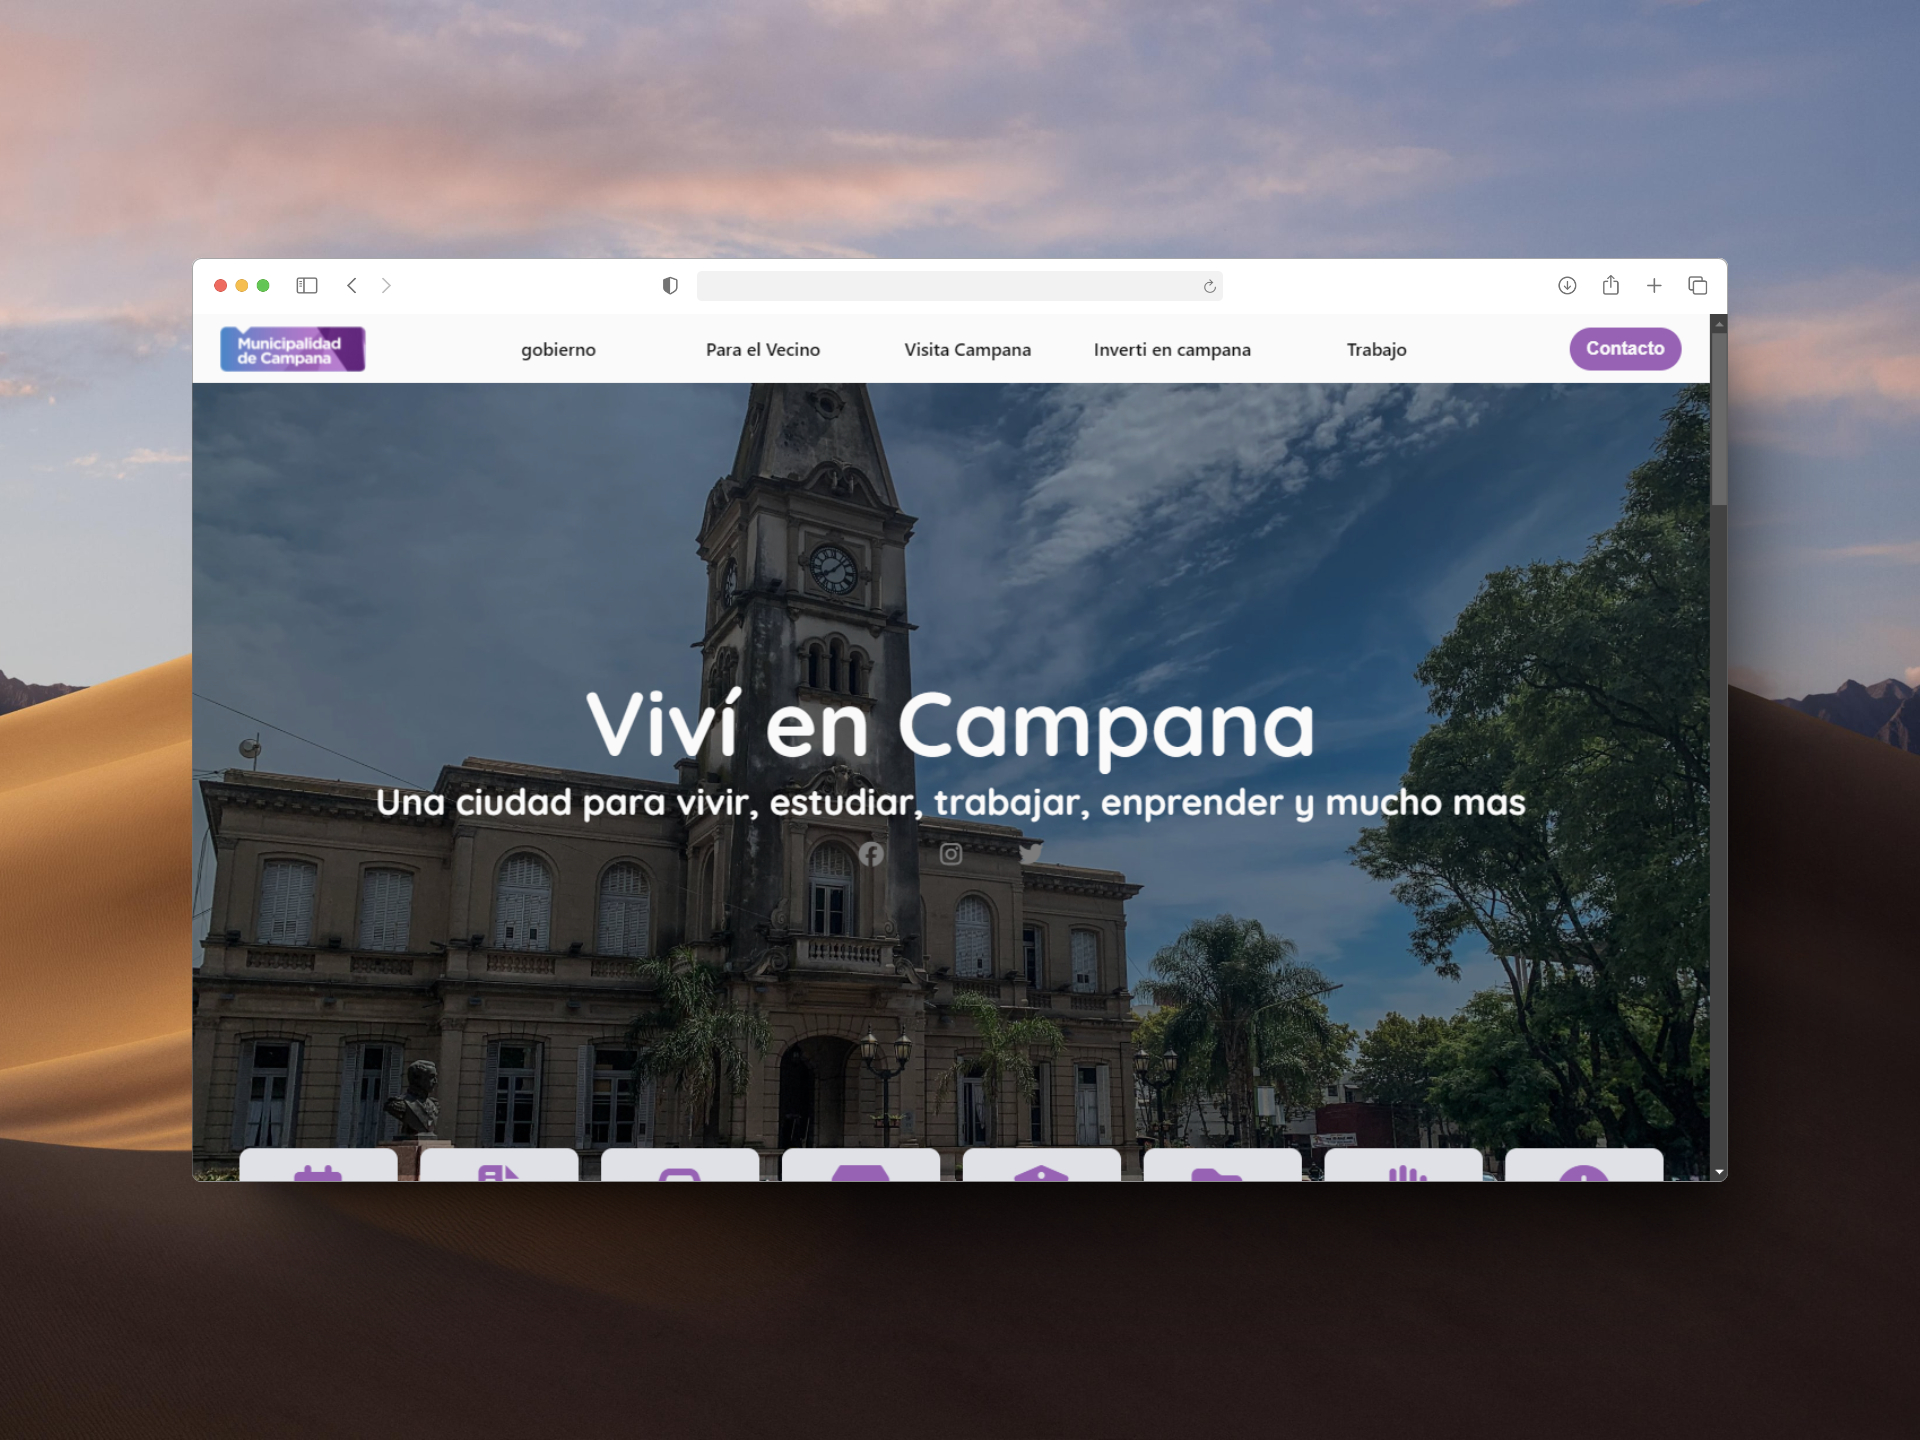 Municipalidad
de Campana
gobierno
Para el Vecino
Visita Campana
Inverti en campana
Trabajo
Contacto
Viví en Campana
Una ciudad para vivir, estudiar, trabajar, enprender y mucho mas